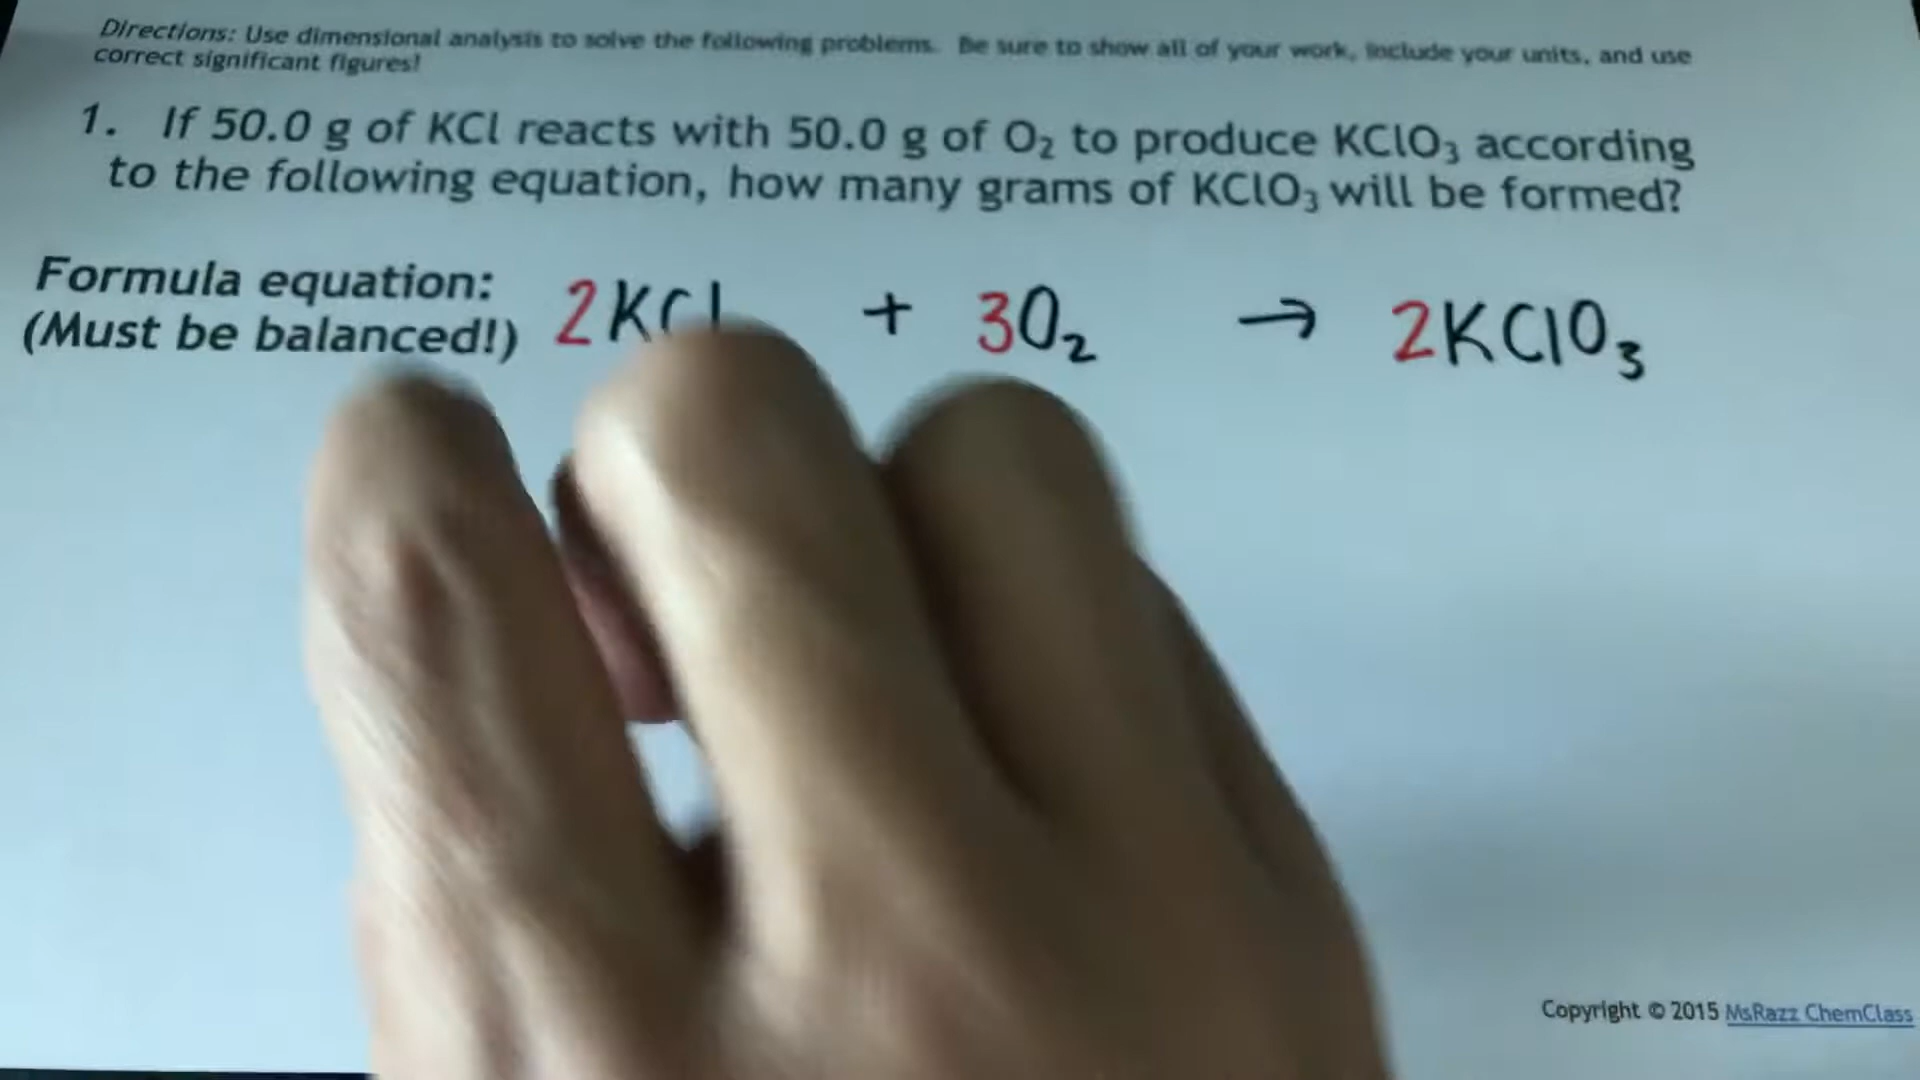 Directions: Use dimensional analysis to solve the following problems. Be sure to show all of your work, include your units, and use
correct significant figures!
1. If 50.0 g of KCl reacts with 50.0 g of O₂ to produce KClO₃ according
to the following equation, how many grams of KClO₃ will be formed?
Formula equation: 2KCl + 3O₂ → 2KClO₃
(Must be balanced!)
Copyright © 2015 MsRazz ChemClass